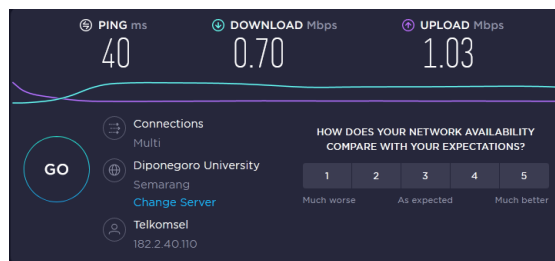 PING ms
40
DOWNLOAD Mbps
0.70
UPLOAD Mbps
1.03
GO
Connections
Multi
Diponegoro University
Semarang
Change Server
Telkomsel
182.2.40.110
HOW DOES YOUR NETWORK AVAILABILITY
COMPARE WITH YOUR EXPECTATIONS?
1 2 3 4 5
Much worse As expected Much better